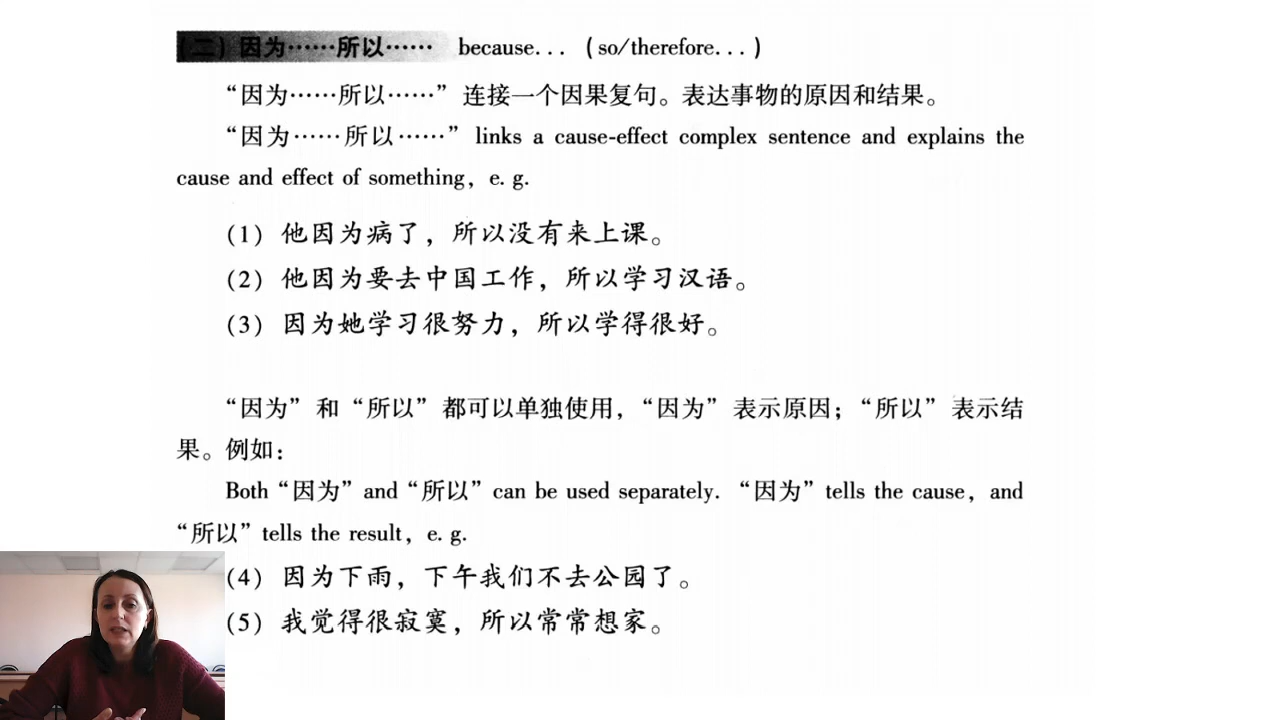 （二）因为……所以……　because...（so/therefore...）
“因为……所以……”连接一个因果复句。表达事物的原因和结果。
“因为……所以……” links a cause-effect complex sentence and explains the
cause and effect of something, e. g.
（1）他因为病了，所以没有来上课。
（2）他因为要去中国工作，所以学习汉语。
（3）因为她学习很努力，所以学得很好。
“因为”和“所以”都可以单独使用，“因为”表示原因；“所以”表示结
果。例如：
Both “因为” and “所以” can be used separately. “因为” tells the cause, and
“所以” tells the result, e. g.
（4）因为下雨，下午我们不去公园了。
（5）我觉得很寂寞，所以常常想家。